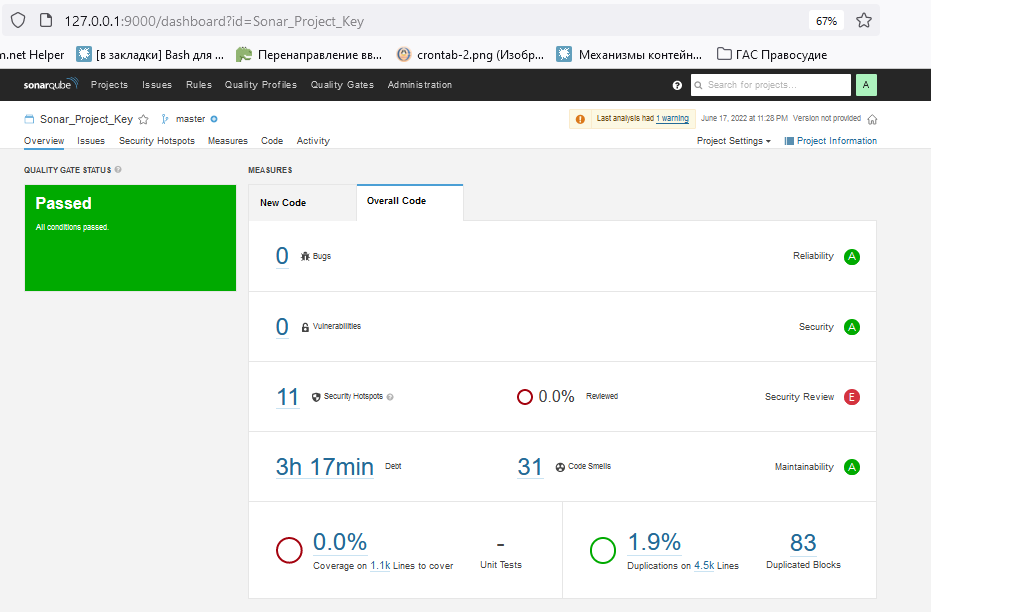 127.0.0.1:9000/dashboard?id=Sonar_Project_Key 67%
m.net Helper [в закладки] Bash для ... Перенаправление вв... crontab-2.png (Изобр... Механизмы контейн... ГАС Правосудие
sonarqube Projects Issues Rules Quality Profiles Quality Gates Administration ? Search for projects... A
Sonar_Project_Key master Last analysis had 1 warning June 17, 2022 at 11:28 PM Version not provided
Overview Issues Security Hotspots Measures Code Activity Project Settings Project Information
QUALITY GATE STATUS ? MEASURES
Passed
All conditions passed.
New Code Overall Code
0 Bugs Reliability A
0 Vulnerabilities Security A
11 Security Hotspots ? 0.0% Reviewed Security Review E
3h 17min Debt 31 Code Smells Maintainability A
0.0%
Coverage on 1.1k Lines to cover
-
Unit Tests
1.9%
Duplications on 4.5k Lines
83
Duplicated Blocks